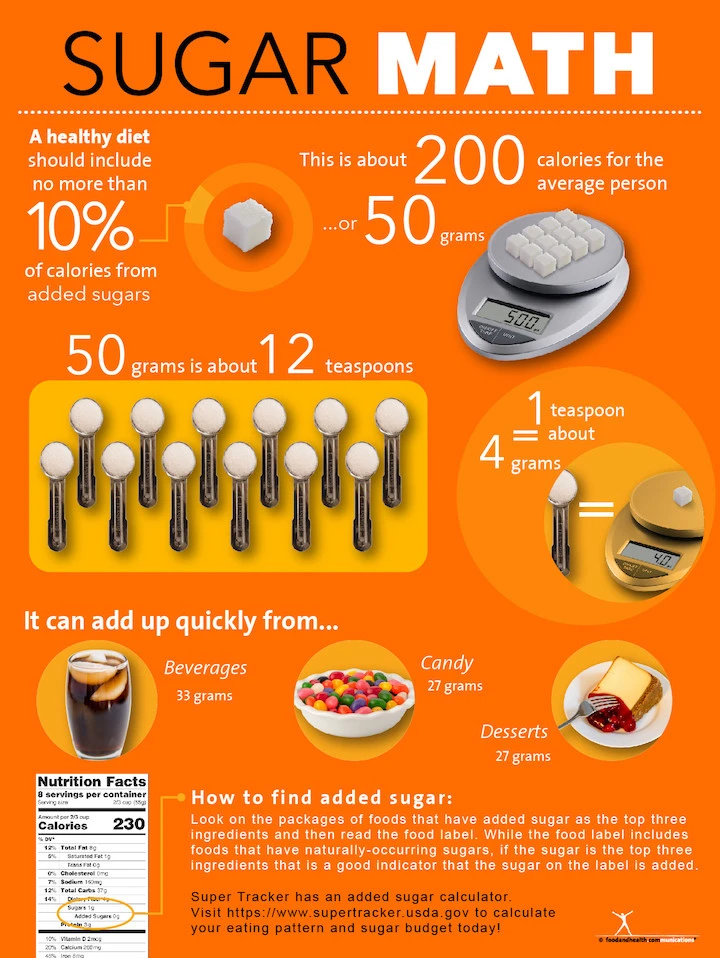 SUGAR MATH
A healthy diet
should include
no more than
10%
of calories from
added sugars
This is about 200 calories for the
average person
...or 50 grams
50.0
50 grams is about 12 teaspoons
1 teaspoon
= about
4 grams
=
4.0
It can add up quickly from...
Beverages
33 grams
Candy
27 grams
Desserts
27 grams
Nutrition Facts
8 servings per container
Serving size 2/3 cup (55g)
Amount per 2/3 cup
Calories 230
% DV*
12% Total Fat 8g
5% Saturated Fat 1g
Trans Fat 0g
0% Cholesterol 0mg
7% Sodium 160mg
12% Total Carbs 37g
14% Dietary Fiber 4g
Sugars 1g
Added Sugars 0g
Protein 3g
10% Vitamin D 2mcg
20% Calcium 200mg
45% Iron 8mg
How to find added sugar:
Look on the packages of foods that have added sugar as the top three
ingredients and then read the food label. While the food label includes
foods that have naturally-occurring sugars, if the sugar is the top three
ingredients that is a good indicator that the sugar on the label is added.
Super Tracker has an added sugar calculator.
Visit https://www.supertracker.usda.gov to calculate
your eating pattern and sugar budget today!
© foodandhealth communications